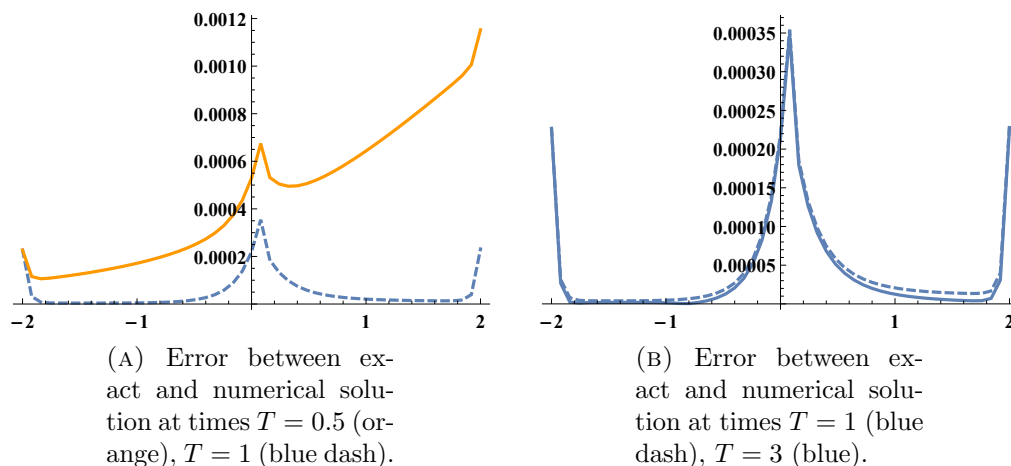 0.0012
0.0010
0.0008
0.0006
0.0004
0.0002
-2 -1 1 2
(A) Error between ex-
act and numerical solu-
tion at times T = 0.5 (or-
ange), T = 1 (blue dash).
0.00035
0.00030
0.00025
0.00020
0.00015
0.00010
0.00005
-2 -1 1 2
(B) Error between ex-
act and numerical solu-
tion at times T = 1 (blue
dash), T = 3 (blue).